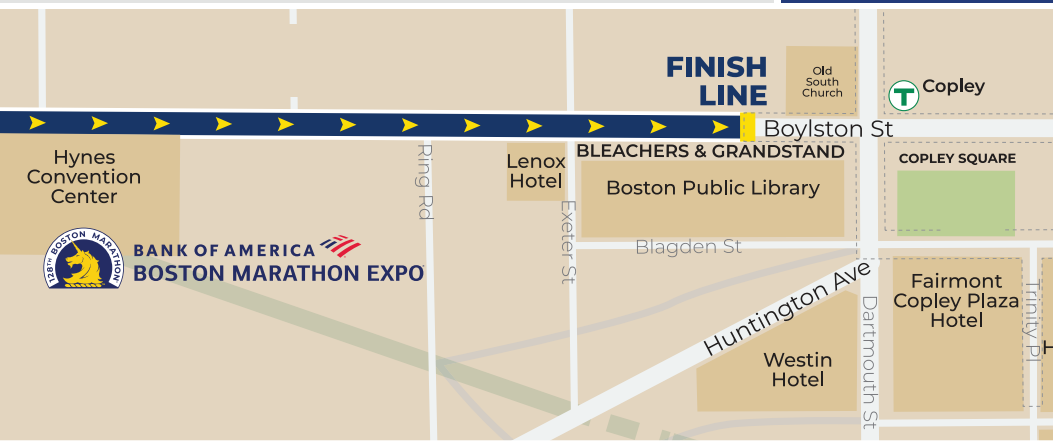 FINISH
LINE
Old
South
Church
T
Copley
Boylston St
Hynes
Convention
Center
Ring Rd
Lenox
Hotel
BLEACHERS & GRANDSTAND
Boston Public Library
COPLEY SQUARE
Exeter St
Blagden St
128TH BOSTON MARATHON
BANK OF AMERICA
BOSTON MARATHON EXPO
Huntington Ave
Dartmouth St
Fairmont
Copley Plaza
Hotel
Trinity Pl
H
Westin
Hotel